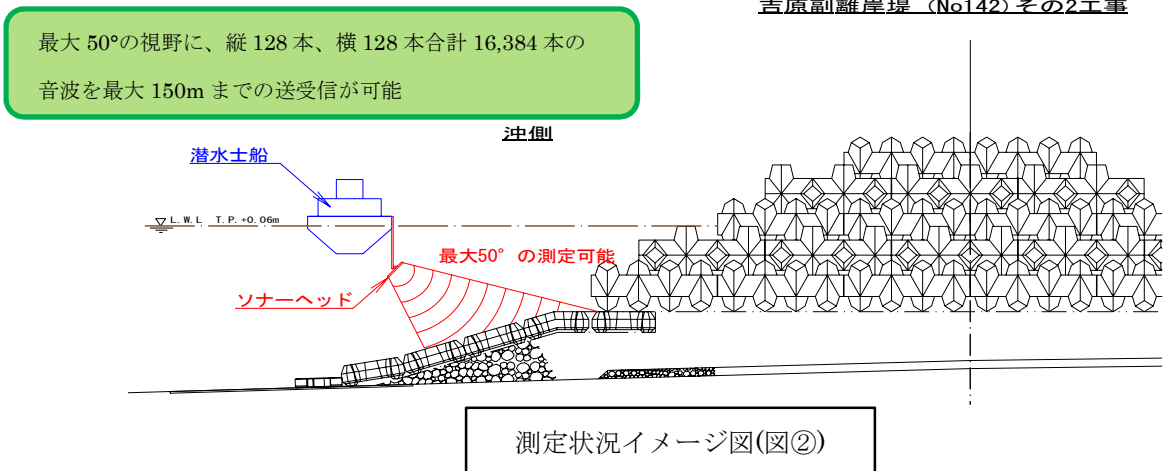 吉原副離岸堤 (No142)その2工事
最大 50°の視野に、縦 128 本、横 128 本合計 16,384 本の
音波を最大 150m までの送受信が可能
沖側
潜水士船
L.W.L T.P.+0.06m
最大50°の測定可能
ソナーヘッド
測定状況イメージ図(図②)